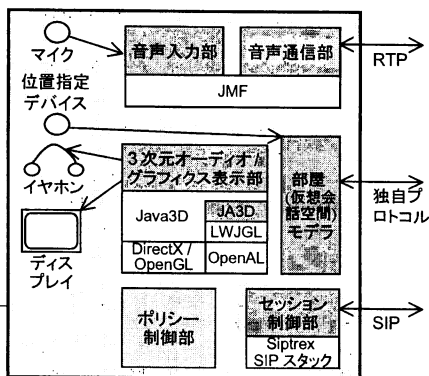 マイク
音声入力部
音声通信部
RTP
JMF
位置指定
デバイス
イヤホン
3次元オーディオ/
グラフィクス表示部
Java3D
JA3D
LWJGL
DirectX /
OpenGL
OpenAL
部屋
(仮想会
話空間)
モデラ
独自プ
ロトコル
ディス
プレイ
ポリシー
制御部
セッション
制御部
Siptrex
SIP スタック
SIP